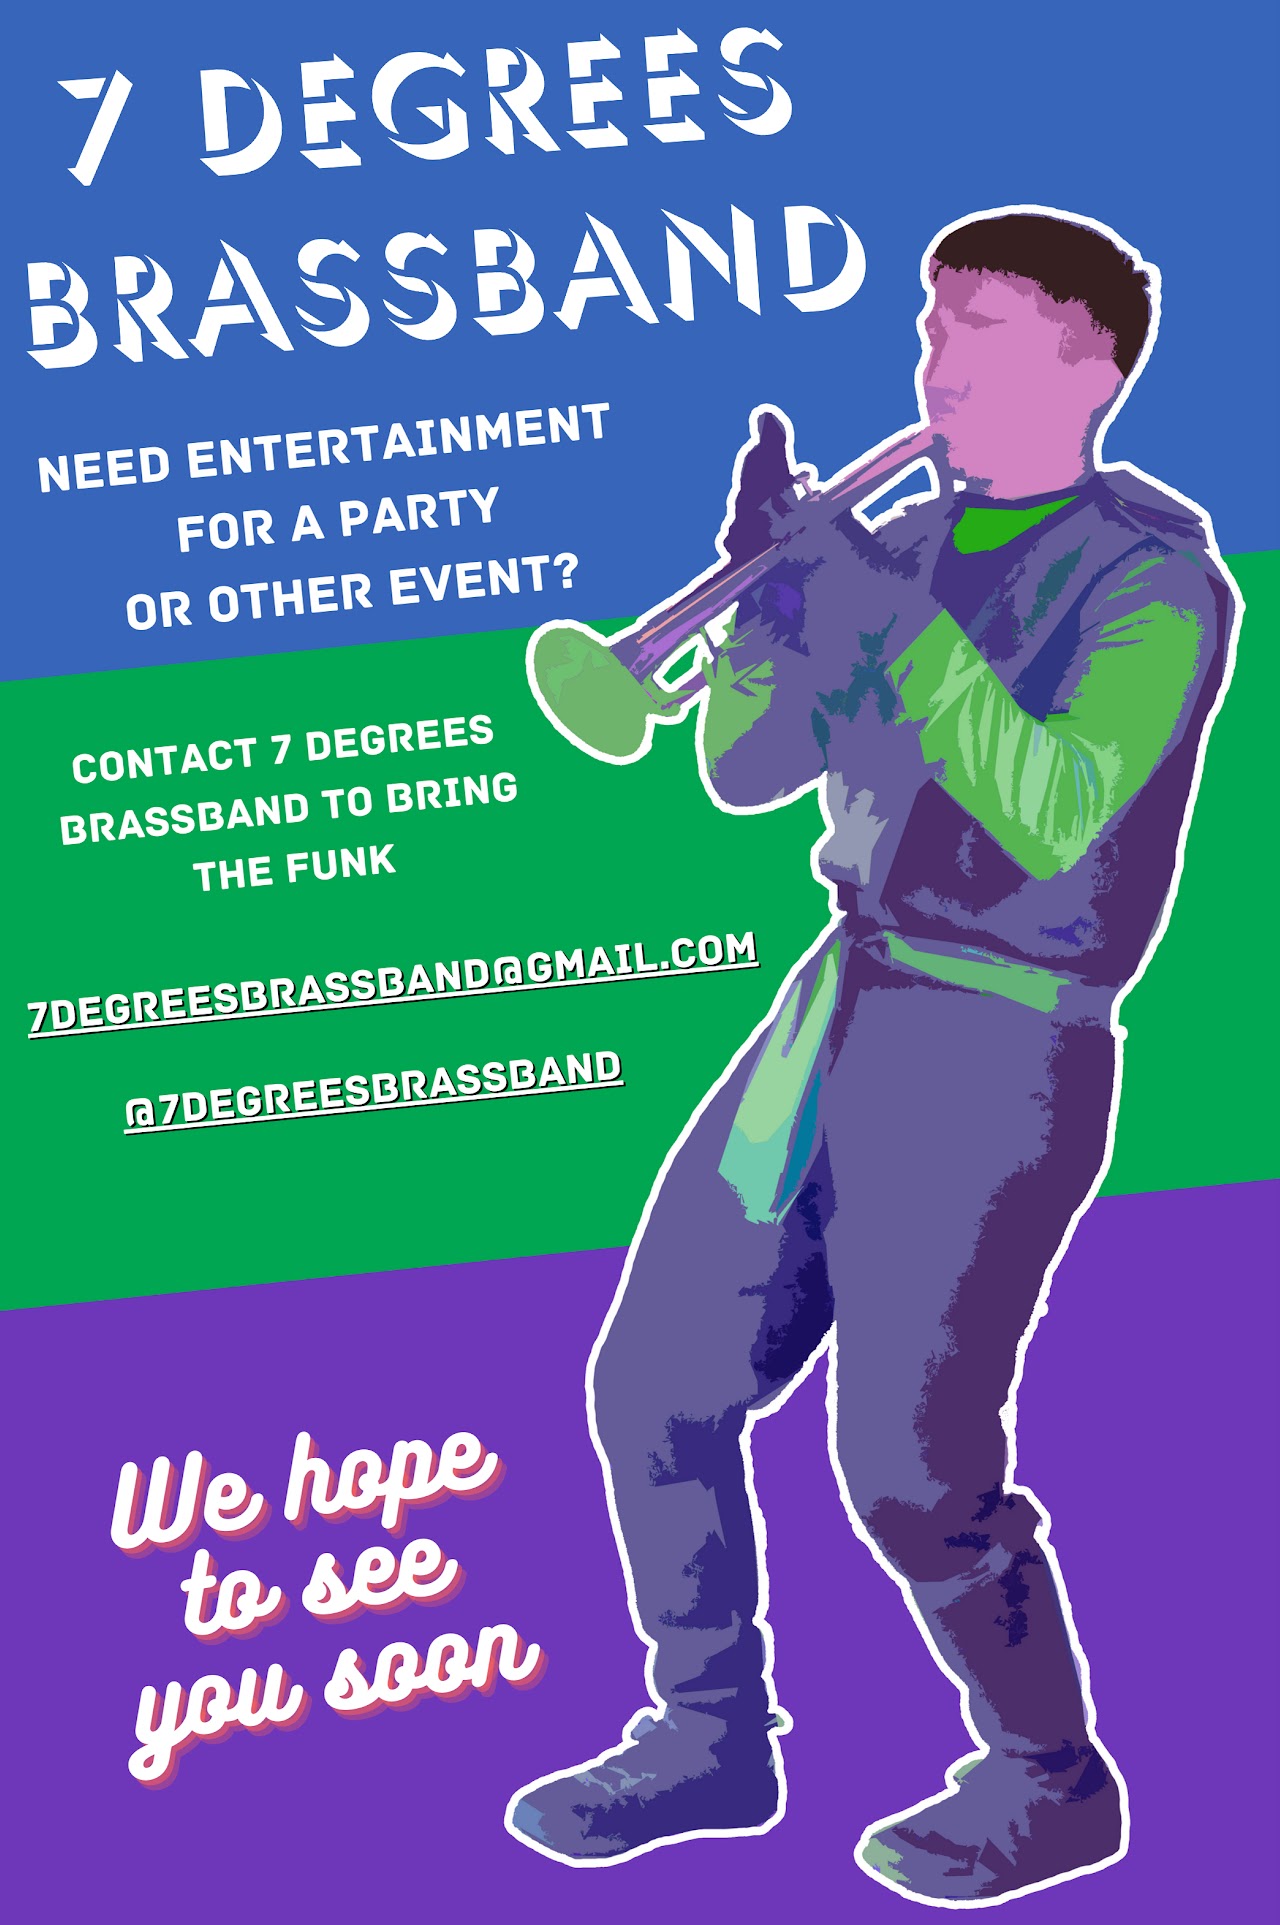 7 DEGREES
BRASSBAND
NEED ENTERTAINMENT
FOR A PARTY
OR OTHER EVENT?
CONTACT 7 DEGREES
BRASSBAND TO BRING
THE FUNK
7DEGREESBRASSBAND@GMAIL.COM
@7DEGREESBRASSBAND
We hope
to see
you soon